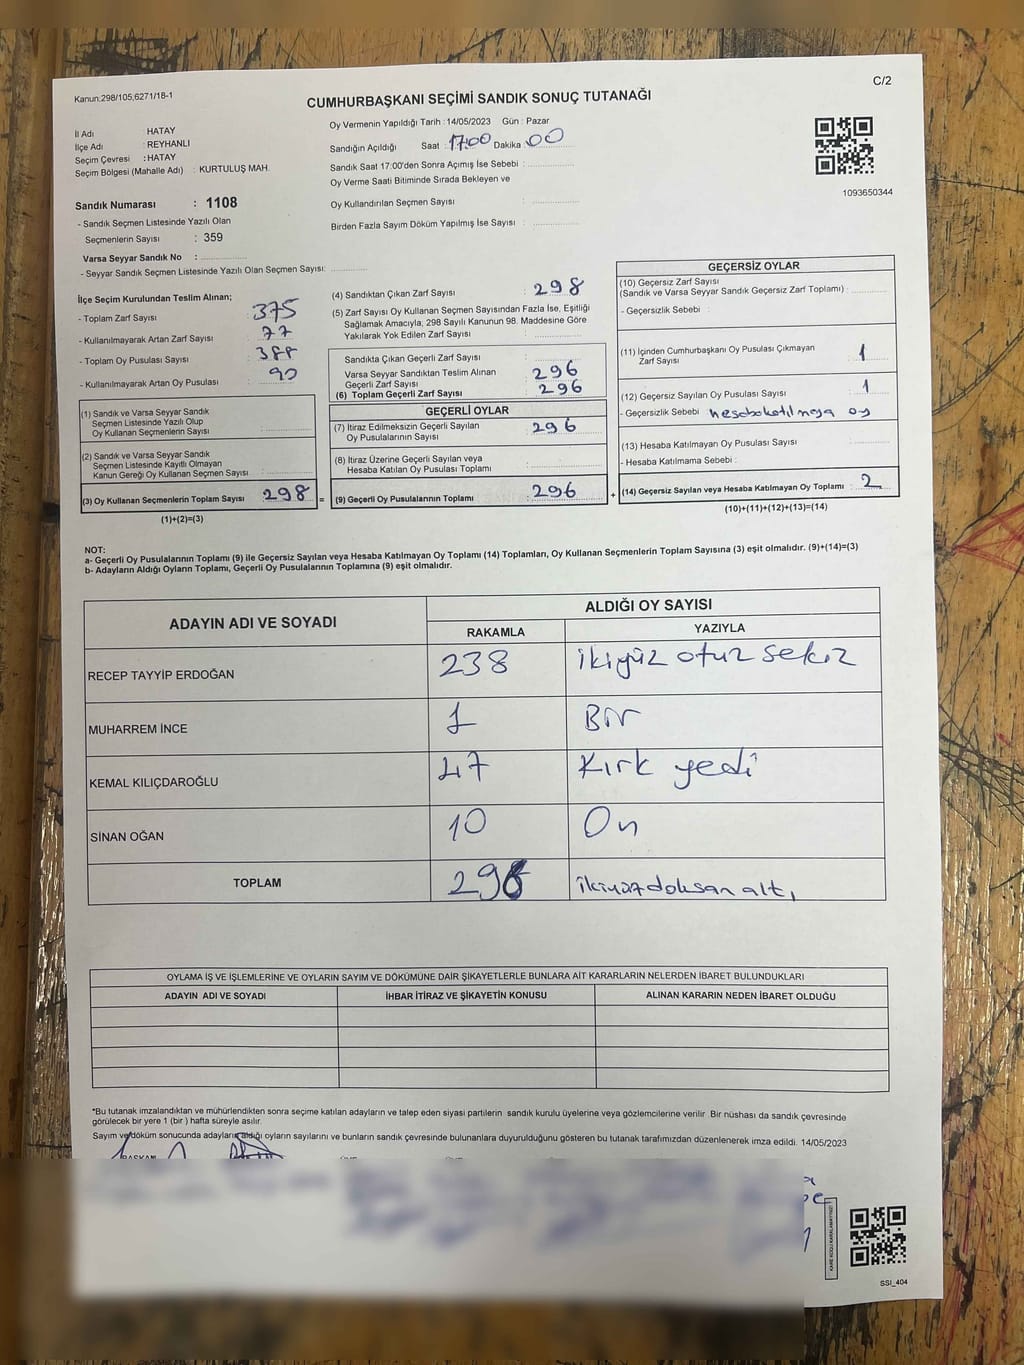 C/2
Kanun:298/105,6271/18-1
CUMHURBAŞKANI SEÇİMİ SANDIK SONUÇ TUTANAĞI
İl Adı : HATAY
İlçe Adı : REYHANLI
Seçim Çevresi : HATAY
Seçim Bölgesi (Mahalle Adı) : KURTULUŞ MAH.
Sandık Numarası : 1108
- Sandık Seçmen Listesinde Yazılı Olan
Seçmenlerin Sayısı : 359
Varsa Seyyar Sandık No :
- Seyyar Sandık Seçmen Listesinde Yazılı Olan Seçmen Sayısı:
Oy Vermenin Yapıldığı Tarih : 14/05/2023 Gün : Pazar
Sandığın Açıldığı Saat : 17:00 Dakika : 00
Sandık Saat 17:00'den Sonra Açımış İse Sebebi :
Oy Verme Saati Bitiminde Sırada Bekleyen ve
Oy Kullandırılan Seçmen Sayısı :
Birden Fazla Sayım Döküm Yapılmış İse Sayısı :
1093650344
İlçe Seçim Kurulundan Teslim Alınan;
- Toplam Zarf Sayısı : 375
- Kullanılmayarak Artan Zarf Sayısı : 77
- Toplam Oy Pusulası Sayısı : 388
- Kullanılmayarak Artan Oy Pusulası : 90
(1) Sandık ve Varsa Seyyar Sandık
Seçmen Listesinde Yazılı Olup
Oy Kullanan Seçmenlerin Sayısı :
(2) Sandık ve Varsa Seyyar Sandık
Seçmen Listesinde Kayıtlı Olmayan
Kanun Gereği Oy Kullanan Seçmen Sayısı :
(3) Oy Kullanan Seçmenlerin Toplam Sayısı : 298 =
(1)+(2)=(3)
(4) Sandıktan Çıkan Zarf Sayısı : 298
(5) Zarf Sayısı Oy Kullanan Seçmen Sayısından Fazla İse, Eşitliği
Sağlamak Amacıyla, 298 Sayılı Kanunun 98. Maddesine Göre
Yakılarak Yok Edilen Zarf Sayısı :
Sandıkta Çıkan Geçerli Zarf Sayısı :
Varsa Seyyar Sandıktan Teslim Alınan
Geçerli Zarf Sayısı : 296
(6) Toplam Geçerli Zarf Sayısı : 296
GEÇERLİ OYLAR
(7) İtiraz Edilmeksizin Geçerli Sayılan
Oy Pusulalarının Sayısı : 296
(8) İtiraz Üzerine Geçerli Sayılan veya
Hesaba Katılan Oy Pusulası Toplamı :
(9) Geçerli Oy Pusulalarının Toplamı : 296 +
GEÇERSİZ OYLAR
(10) Geçersiz Zarf Sayısı
(Sandık ve Varsa Seyyar Sandık Geçersiz Zarf Toplamı) :
- Geçersizlik Sebebi :
(11) İçinden Cumhurbaşkanı Oy Pusulası Çıkmayan
Zarf Sayısı : 1
(12) Geçersiz Sayılan Oy Pusulası Sayısı : 1
- Geçersizlik Sebebi : hesaba katılmaya oy
(13) Hesaba Katılmayan Oy Pusulası Sayısı :
- Hesaba Katılmama Sebebi :
(14) Geçersiz Sayılan veya Hesaba Katılmayan Oy Toplamı : 2
(10)+(11)+(12)+(13)=(14)
NOT:
a- Geçerli Oy Pusulalarının Toplamı (9) ile Geçersiz Sayılan veya Hesaba Katılmayan Oy Toplamı (14) Toplamları, Oy Kullanan Seçmenlerin Toplam Sayısına (3) eşit olmalıdır. (9)+(14)=(3)
b- Adayların Aldığı Oyların Toplamı, Geçerli Oy Pusulalarının Toplamına (9) eşit olmalıdır.
ADAYIN ADI VE SOYADI ALDIĞI OY SAYISI
RAKAMLA YAZIYLA
RECEP TAYYİP ERDOĞAN 238 ikiyüz otuz sekiz
MUHARREM İNCE 1 Bir
KEMAL KILIÇDAROĞLU 47 Kırk yedi
SİNAN OĞAN 10 On
TOPLAM 296 ikiyüz doksan altı
OYLAMA İŞ VE İŞLEMLERİNE VE OYLARIN SAYIM VE DÖKÜMÜNE DAİR ŞİKAYETLERLE BUNLARA AİT KARARLARIN NELERDEN İBARET BULUNDUKLARI
ADAYIN ADI VE SOYADI İHBAR İTİRAZ VE ŞİKAYETİN KONUSU ALINAN KARARIN NEDEN İBARET OLDUĞU
*Bu tutanak imzalandıktan ve mühürlendikten sonra seçime katılan adayların ve talep eden siyasi partilerin sandık kurulu üyelerine veya gözlemcilerine verilir. Bir nüshası da sandık çevresinde
görülecek bir yere 1 (bir) hafta süreyle asılır.
Sayım ve döküm sonucunda adayların aldığı oyların sayılarını ve bunların sandık çevresinde bulunanlara duyurulduğunu gösteren bu tutanak tarafımızdan düzenlenerek imza edildi. 14/05/2023
BAŞKAN
SSI_404